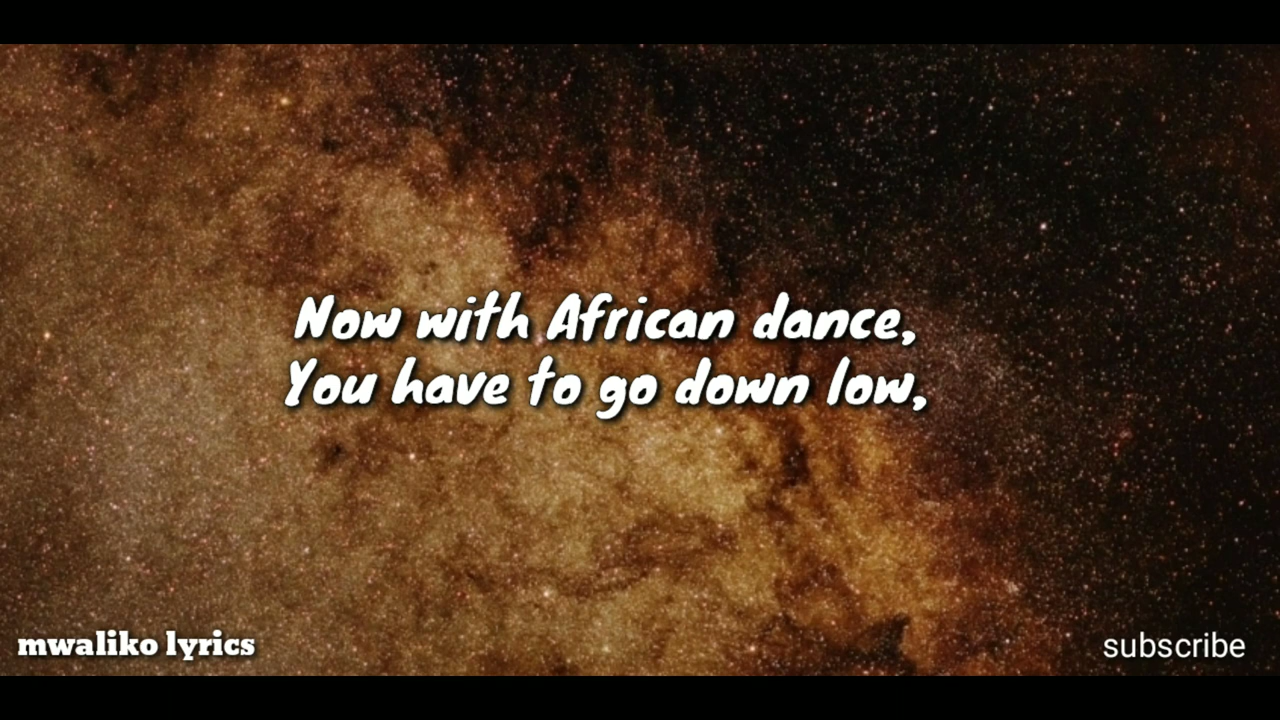 Now with African dance,
You have to go down low,
mwaliko lyrics
subscribe